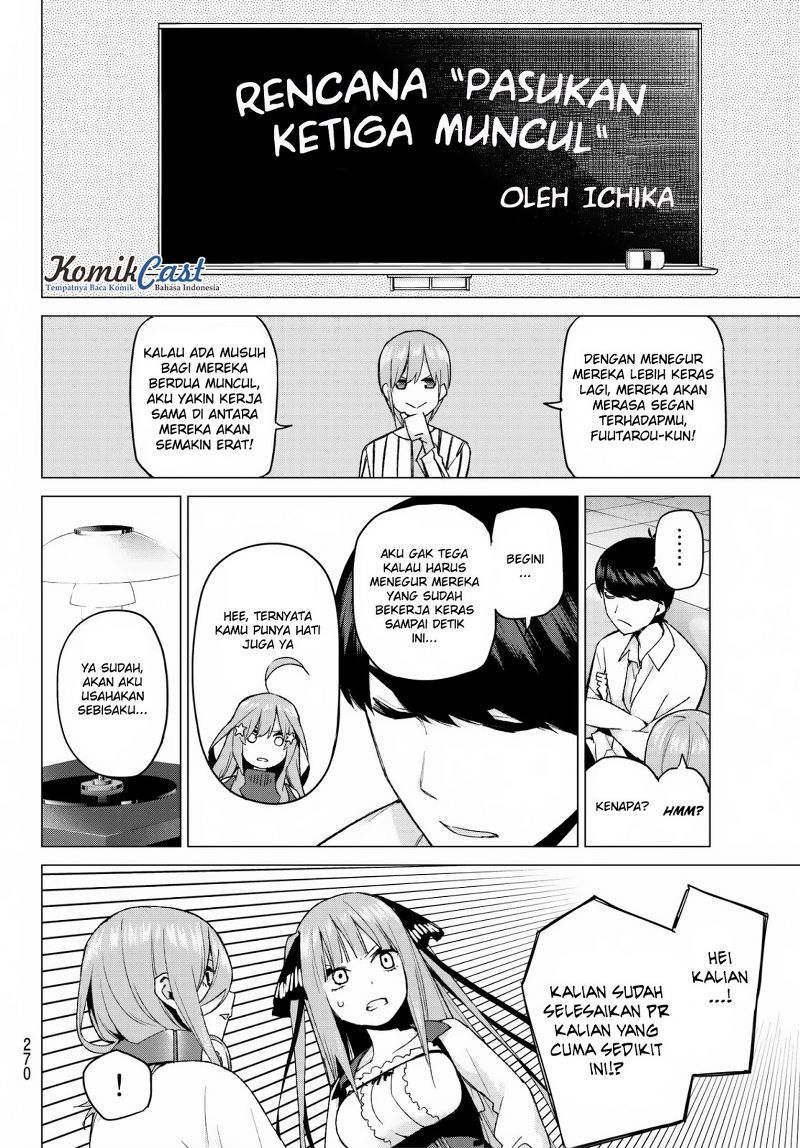 RENCANA "PASUKAN
KETIGA MUNCUL"
OLEH ICHIKA
KomikCast
Tempatnya Baca Komik Bahasa Indonesia
DENGAN MENEGUR
MEREKA LEBIH KERAS
LAGI, MEREKA AKAN
MERASA SEGAN
TERHADAPMU,
FUUTAROU-KUN!
KALAU ADA MUSUH
BAGI MEREKA
BERDUA MUNCUL,
AKU YAKIN KERJA
SAMA DI ANTARA
MEREKA AKAN
SEMAKIN ERAT!
......
HMM?
KENAPA?
BEGINI
...
AKU GAK TEGA
KALAU HARUS
MENEGUR MEREKA
YANG SUDAH
BEKERJA KERAS
SAMPAI DETIK
INI...
HEE, TERNYATA
KAMU PUNYA HATI
JUGA YA
YA SUDAH,
AKAN AKU
USAHAKAN
SEBISAKU...
HEI
KALIAN
...!
KALIAN SUDAH
SELESAIKAN PR
KALIAN YANG
CUMA SEDIKIT
INI!?
!
270